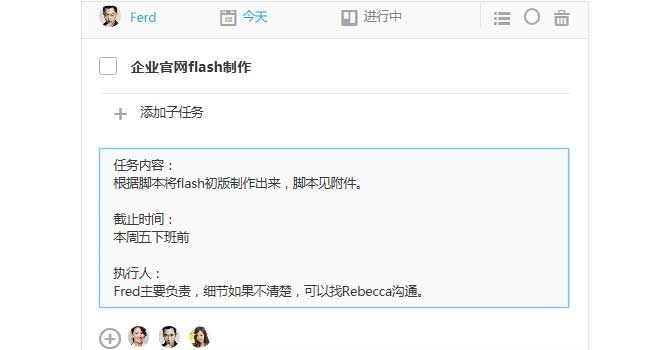 Ferd 今天 进行中
企业官网flash制作
添加子任务
任务内容：
根据脚本将flash初版制作出来，脚本见附件。
截止时间：
本周五下班前
执行人：
Fred主要负责，细节如果不清楚，可以找Rebecca沟通。